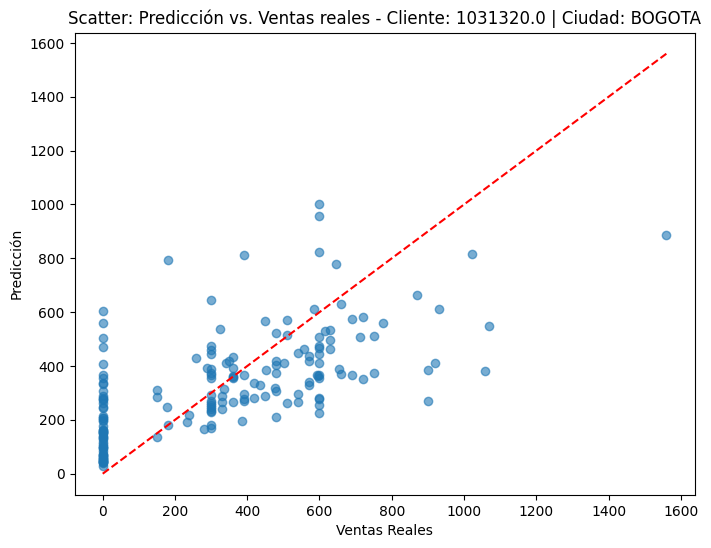 Scatter: Predicción vs. Ventas reales - Cliente: 1031320.0 | Ciudad: BOGOTA
1600
1400
1200
1000
800
600
400
200
0
Predicción
0 200 400 600 800 1000 1200 1400 1600
Ventas Reales